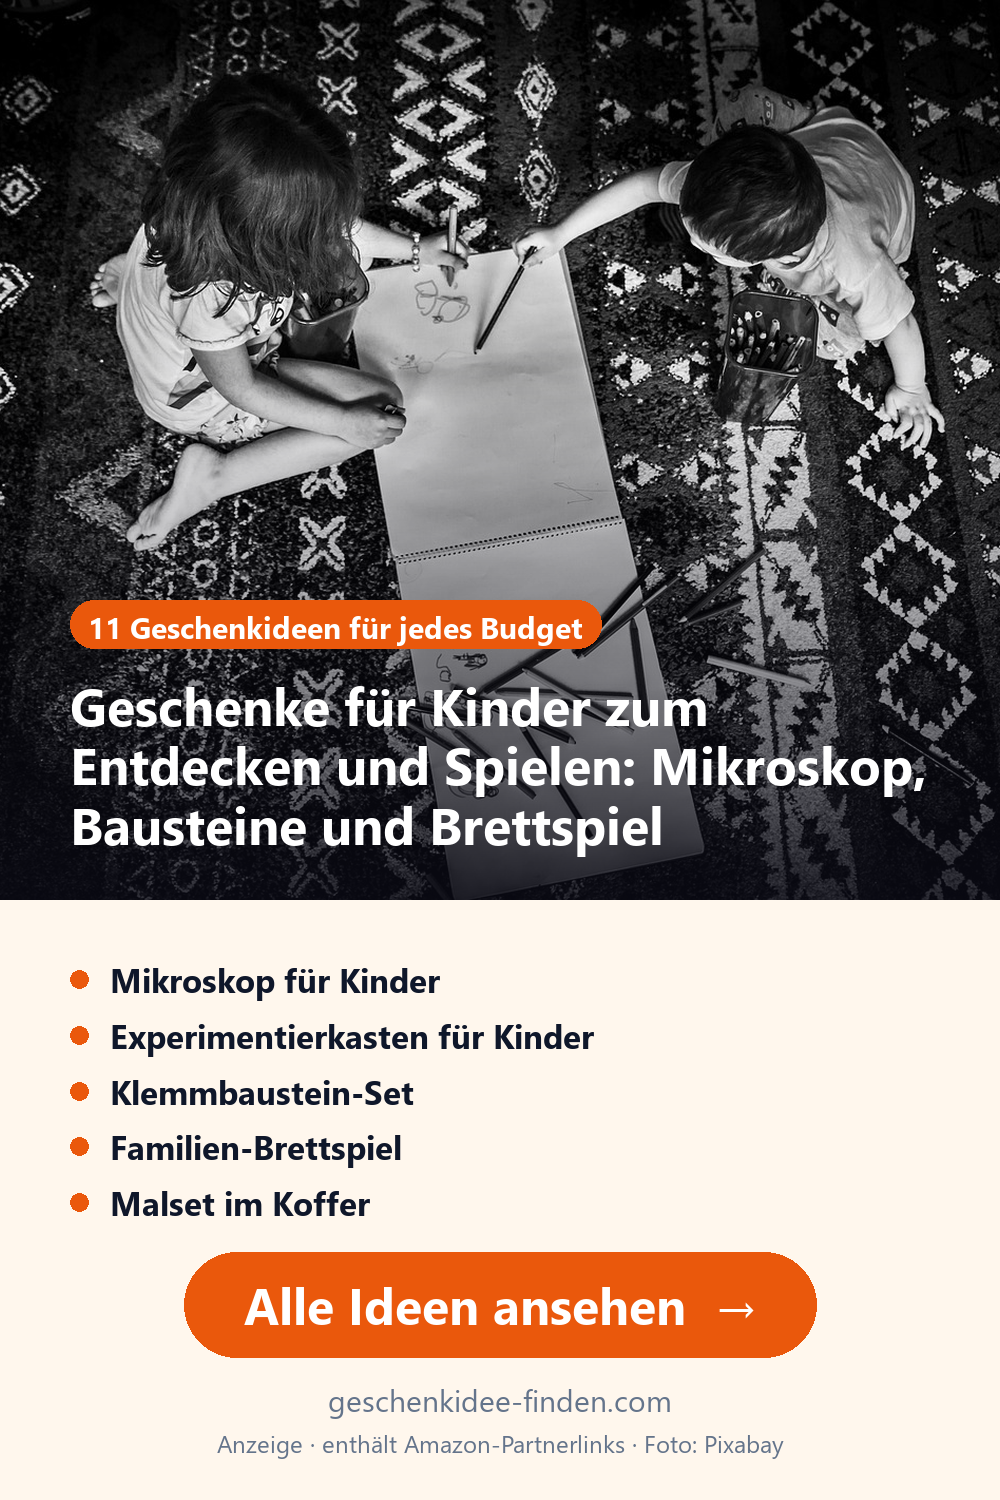 11 Geschenkideen für jedes Budget
Geschenke für Kinder zum
Entdecken und Spielen: Mikroskop,
Bausteine und Brettspiel
Mikroskop für Kinder
Experimentierkasten für Kinder
Klemmbaustein-Set
Familien-Brettspiel
Malset im Koffer
Alle Ideen ansehen →
geschenkidee-finden.com
Anzeige · enthält Amazon-Partnerlinks · Foto: Pixabay